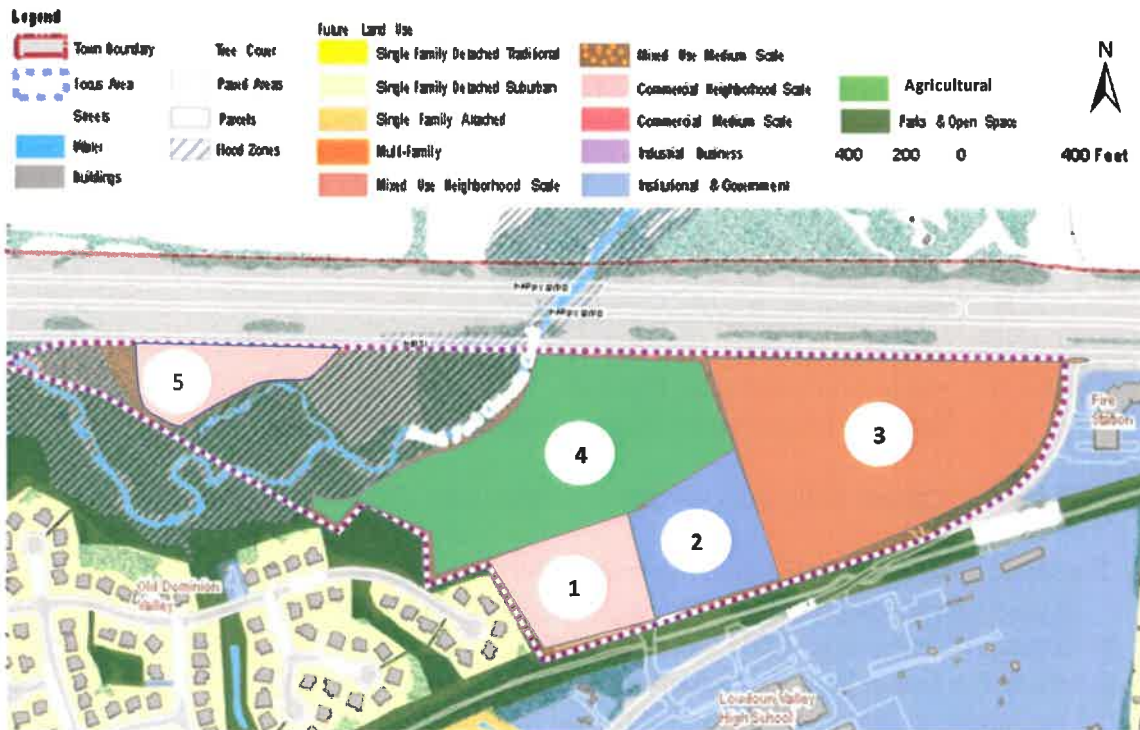 Legend
Town Boundary
Focus Area
Streets
Water
Buildings
Tree Cover
Paved Areas
Parcels
Flood Zones
Future Land Use
Single Family Detached Traditional
Single Family Detached Suburban
Single Family Attached
Multi-Family
Mixed Use Neighborhood Scale
Mixed Use Medium Scale
Commercial Neighborhood Scale
Commercial Medium Scale
Industrial Business
Institutional & Government
Agricultural
Parks & Open Space
400 200 0 400 Feet
N
5
4
3
Fire
Station
2
1
Old Dominion
Valley
Loudoun Valley
High School